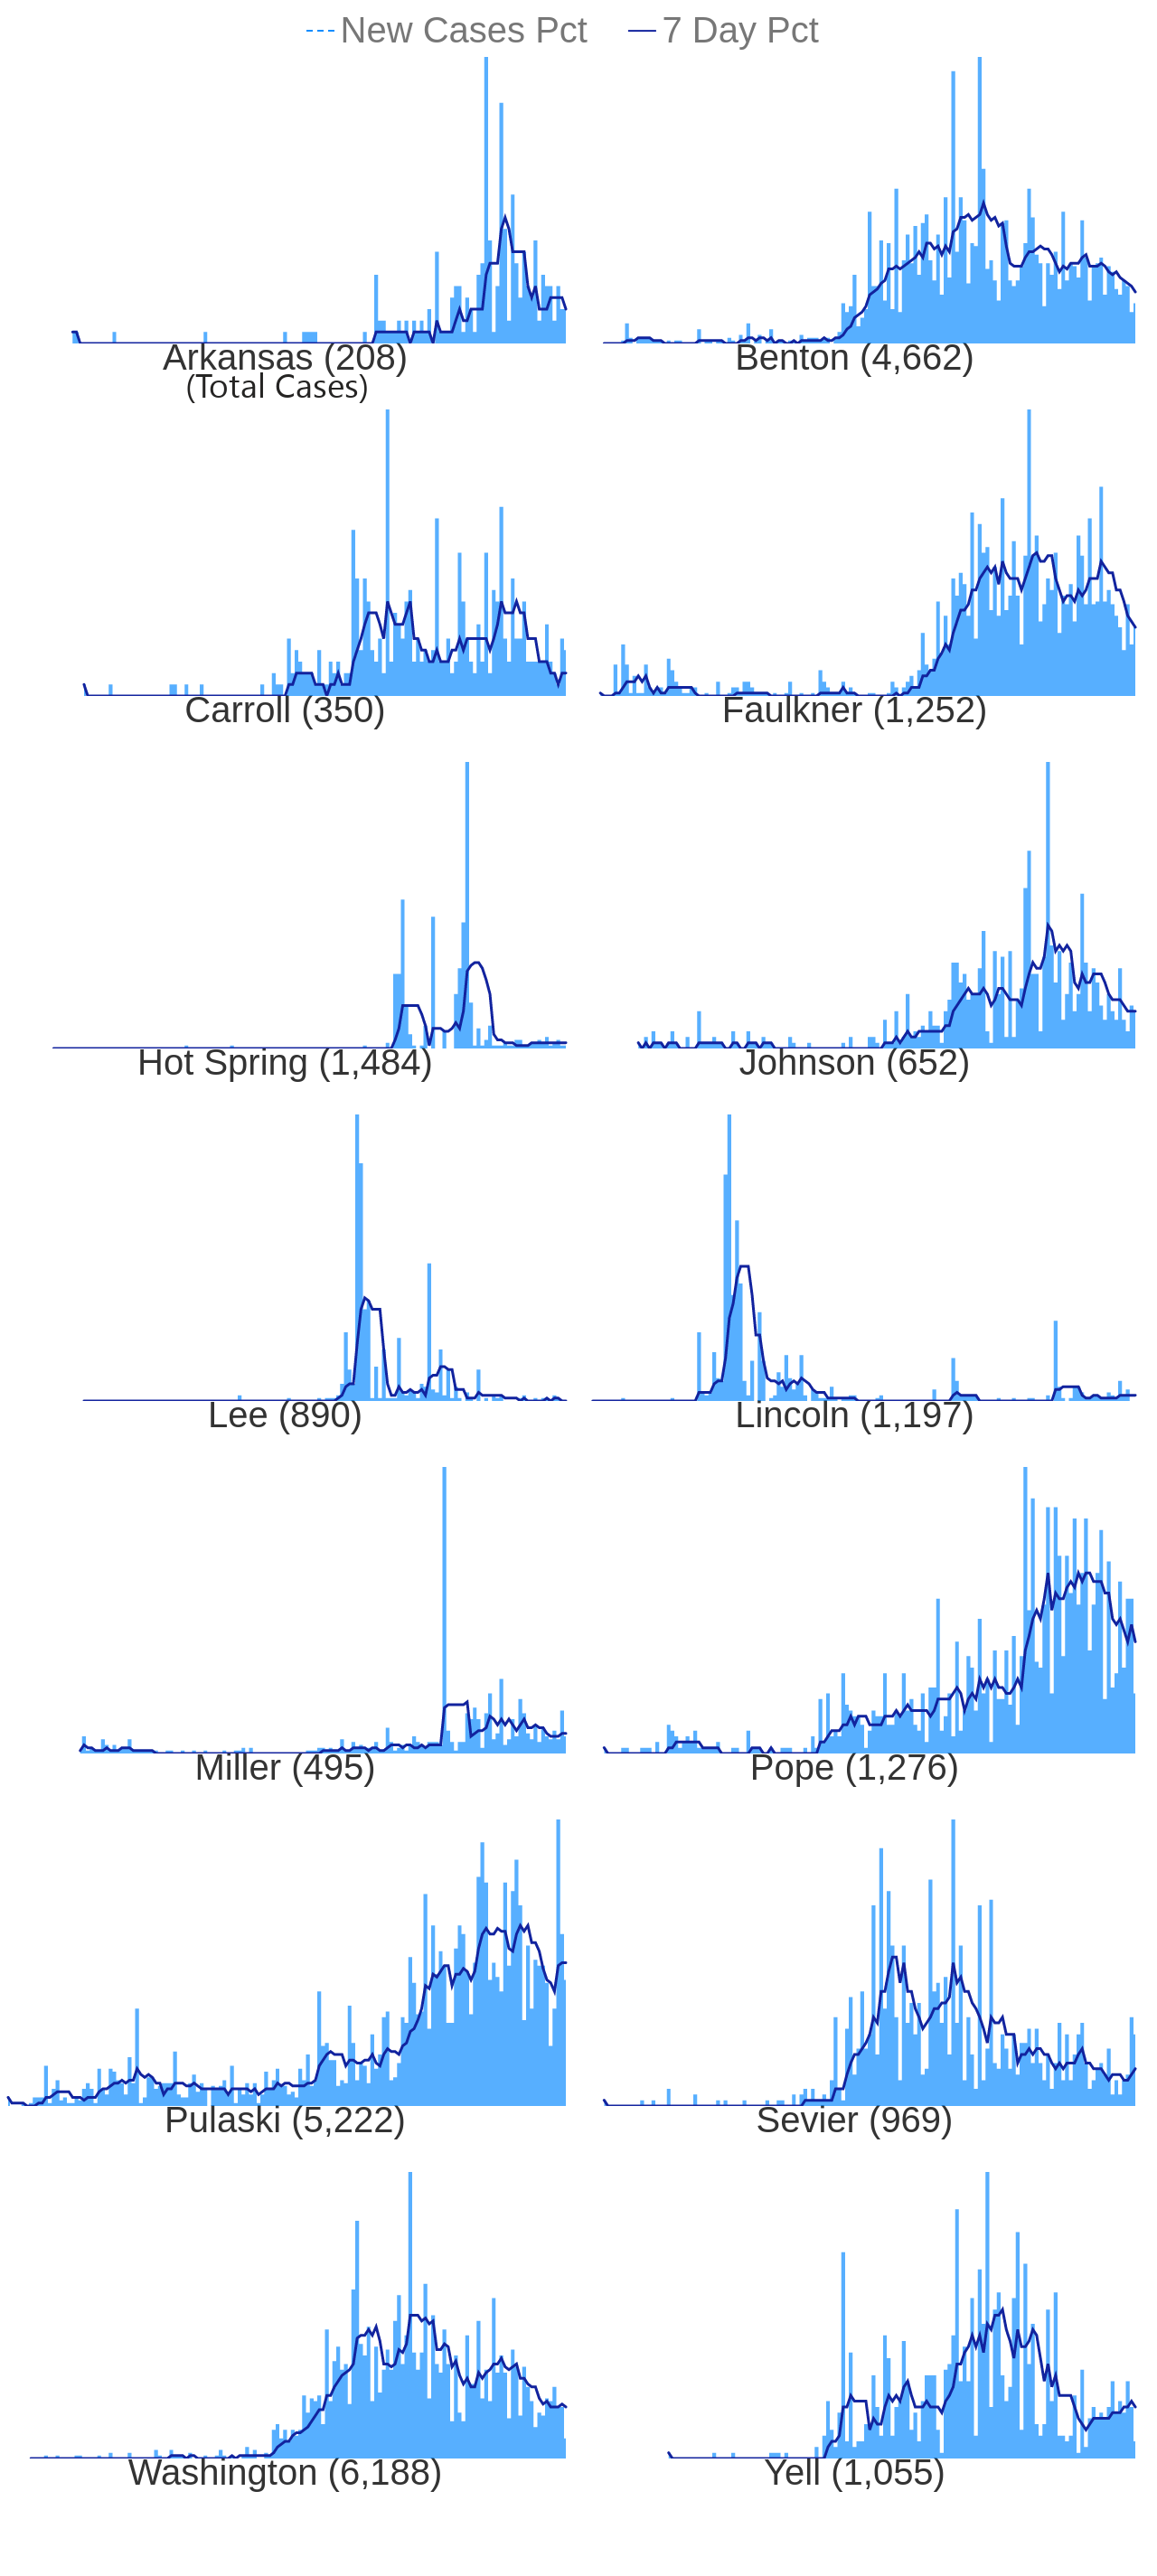 New Cases Pct 7 Day Pct
Arkansas (208) Benton (4,662)
(Total Cases)
Carroll (350) Faulkner (1,252)
Hot Spring (1,484) Johnson (652)
Lee (890) Lincoln (1,197)
Miller (495) Pope (1,276)
Pulaski (5,222) Sevier (969)
Washington (6,188) Yell (1,055)